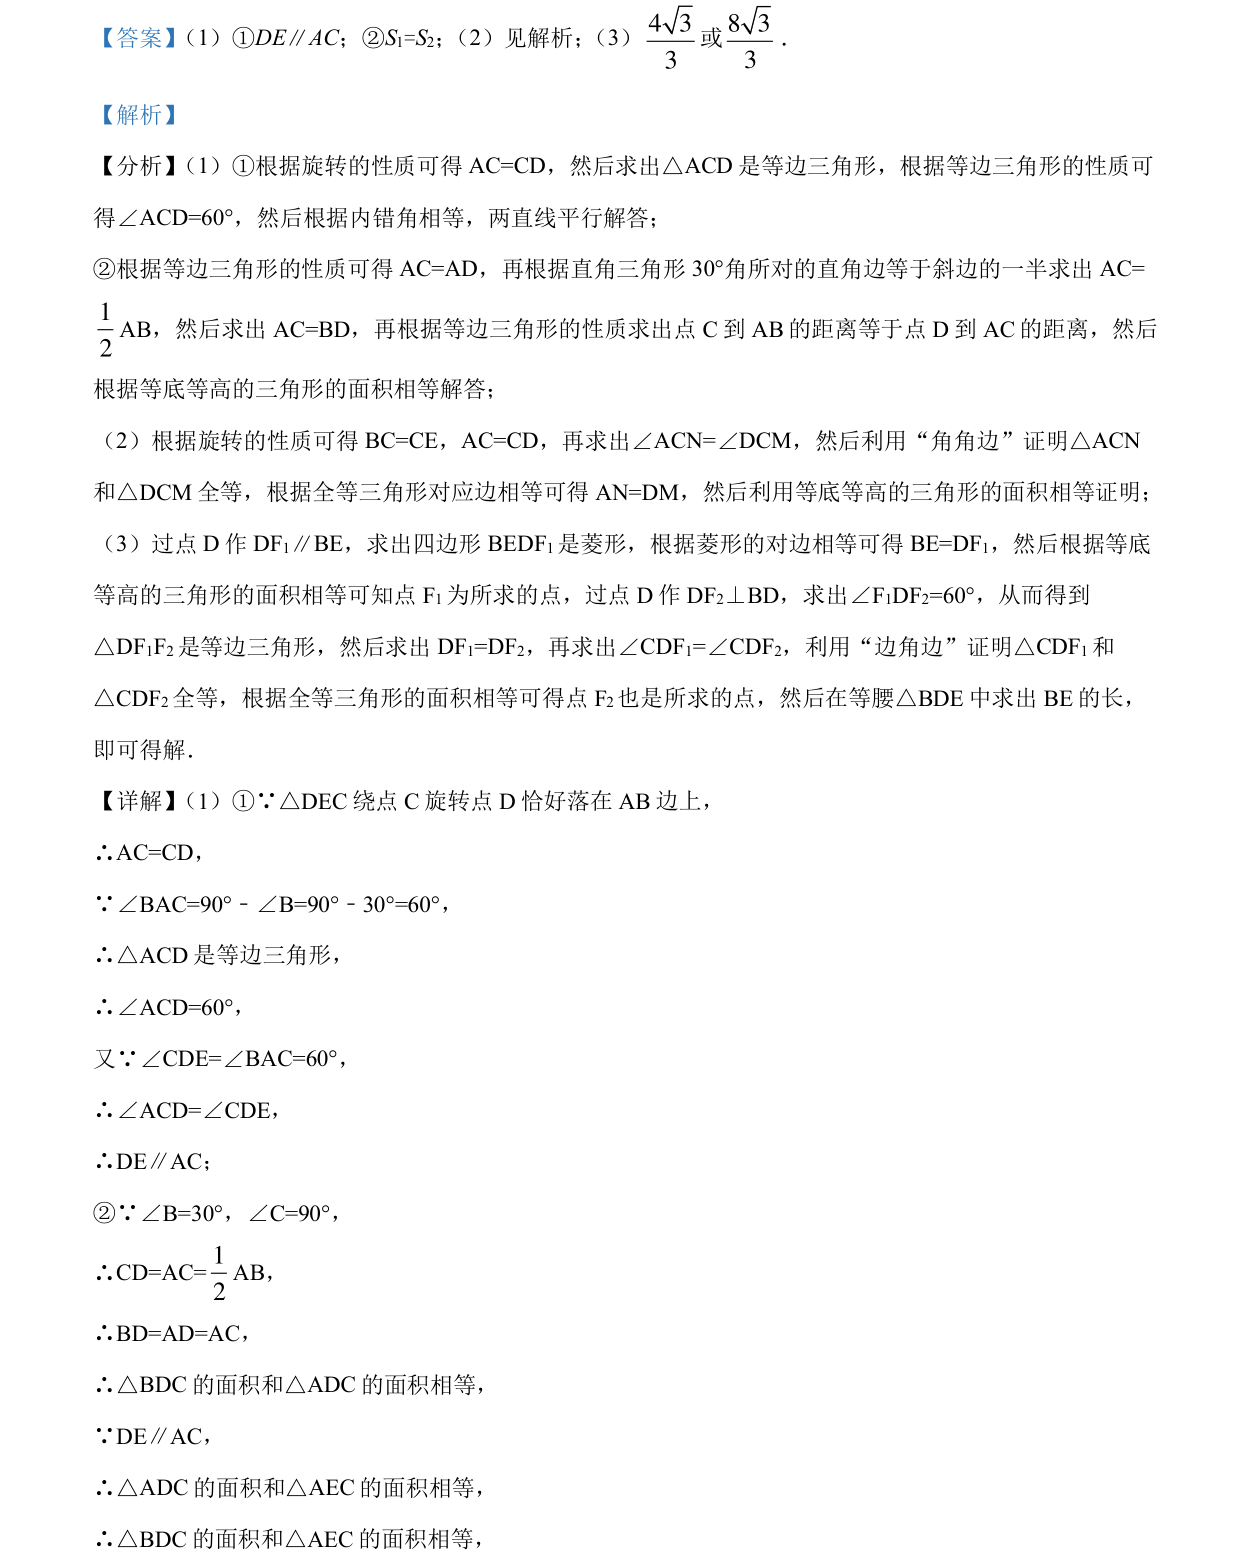 【答案】（1）①DE∥AC；②S₁=S₂；（2）见解析；（3）4√3/3 或 8√3/3．
【解析】
【分析】（1）①根据旋转的性质可得 AC=CD，然后求出△ACD 是等边三角形，根据等边三角形的性质可
得∠ACD=60°，然后根据内错角相等，两直线平行解答；
②根据等边三角形的性质可得 AC=AD，再根据直角三角形 30°角所对的直角边等于斜边的一半求出 AC=
1/2 AB，然后求出 AC=BD，再根据等边三角形的性质求出点 C 到 AB 的距离等于点 D 到 AC 的距离，然后
根据等底等高的三角形的面积相等解答；
（2）根据旋转的性质可得 BC=CE，AC=CD，再求出∠ACN=∠DCM，然后利用“角角边”证明△ACN
和△DCM 全等，根据全等三角形对应边相等可得 AN=DM，然后利用等底等高的三角形的面积相等证明；
（3）过点 D 作 DF₁∥BE，求出四边形 BEDF₁ 是菱形，根据菱形的对边相等可得 BE=DF₁，然后根据等底
等高的三角形的面积相等可知点 F₁ 为所求的点，过点 D 作 DF₂⊥BD，求出∠F₁DF₂=60°，从而得到
△DF₁F₂ 是等边三角形，然后求出 DF₁=DF₂，再求出∠CDF₁=∠CDF₂，利用“边角边”证明△CDF₁ 和
△CDF₂ 全等，根据全等三角形的面积相等可得点 F₂ 也是所求的点，然后在等腰△BDE 中求出 BE 的长，
即可得解．
【详解】（1）①∵△DEC 绕点 C 旋转点 D 恰好落在 AB 边上，
∴AC=CD，
∵∠BAC=90°﹣∠B=90°﹣30°=60°，
∴△ACD 是等边三角形，
∴∠ACD=60°，
又∵∠CDE=∠BAC=60°，
∴∠ACD=∠CDE，
∴DE∥AC；
②∵∠B=30°，∠C=90°，
∴CD=AC=1/2 AB，
∴BD=AD=AC，
∴△BDC 的面积和△ADC 的面积相等，
∵DE∥AC，
∴△ADC 的面积和△AEC 的面积相等，
∴△BDC 的面积和△AEC 的面积相等，